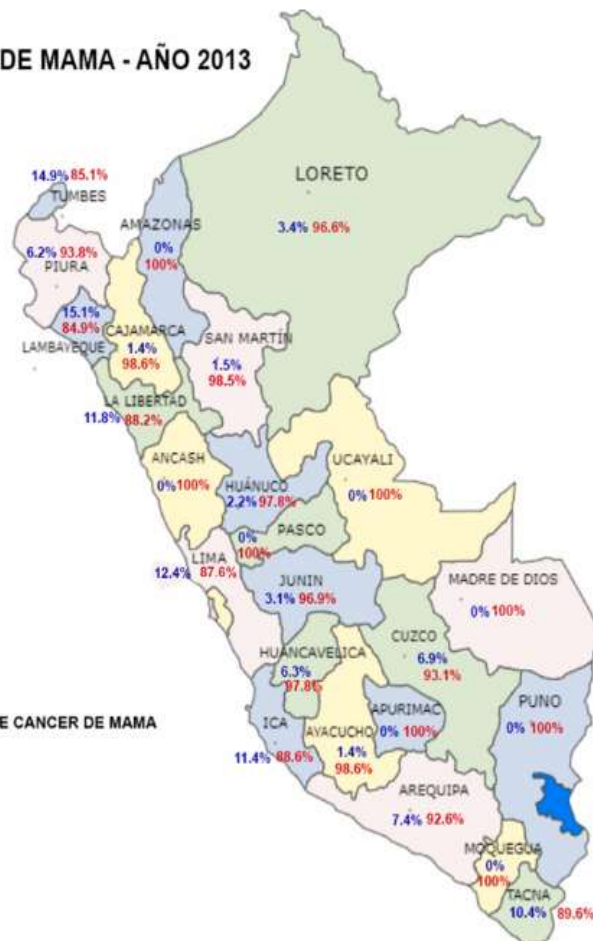 DE MAMA - AÑO 2013
14.9% 85.1%
TUMBES
LORETO
3.4% 96.6%
AMAZONAS
0%
100%
6.2% 93.8%
PIURA
15.1%
84.9%
LAMBAYEQUE
CAJAMARCA
1.4%
98.6%
SAN MARTÍN
1.5%
98.5%
LA LIBERTAD
11.8% 88.2%
ANCASH
0% 100%
HUÁNUCO
2.2% 97.8%
UCAYALI
0% 100%
PASCO
0%
100%
LIMA
12.4% 87.6%
JUNIN
3.1% 96.9%
MADRE DE DIOS
0% 100%
CUZCO
6.9%
93.1%
HUANCAVELICA
6.3%
97.8%
PUNO
0% 100%
E CANCER DE MAMA
ICA
11.4% 88.6%
AYACUCHO
1.4%
98.6%
APURIMAC
0% 100%
AREQUIPA
7.4% 92.6%
MOQUEGUA
0%
100%
TACNA
10.4% 89.6%